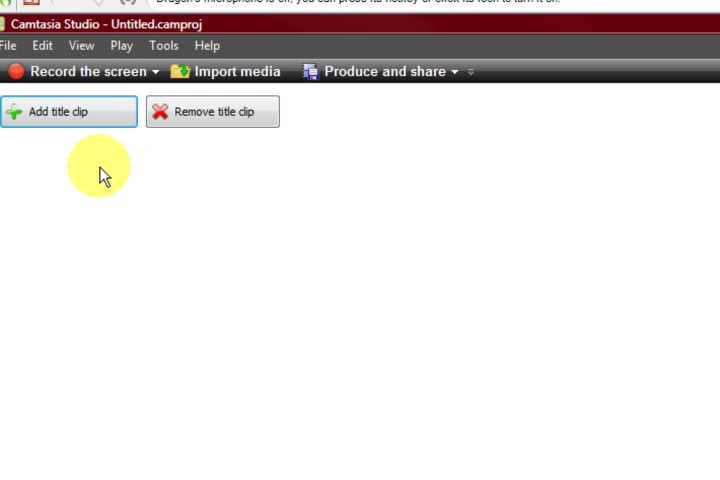 Dragon's microphone is off; you can press its hotkey or click its icon to turn it on.
Camtasia Studio - Untitled.camproj
File Edit View Play Tools Help
Record the screen Import media Produce and share
Add title clip Remove title clip